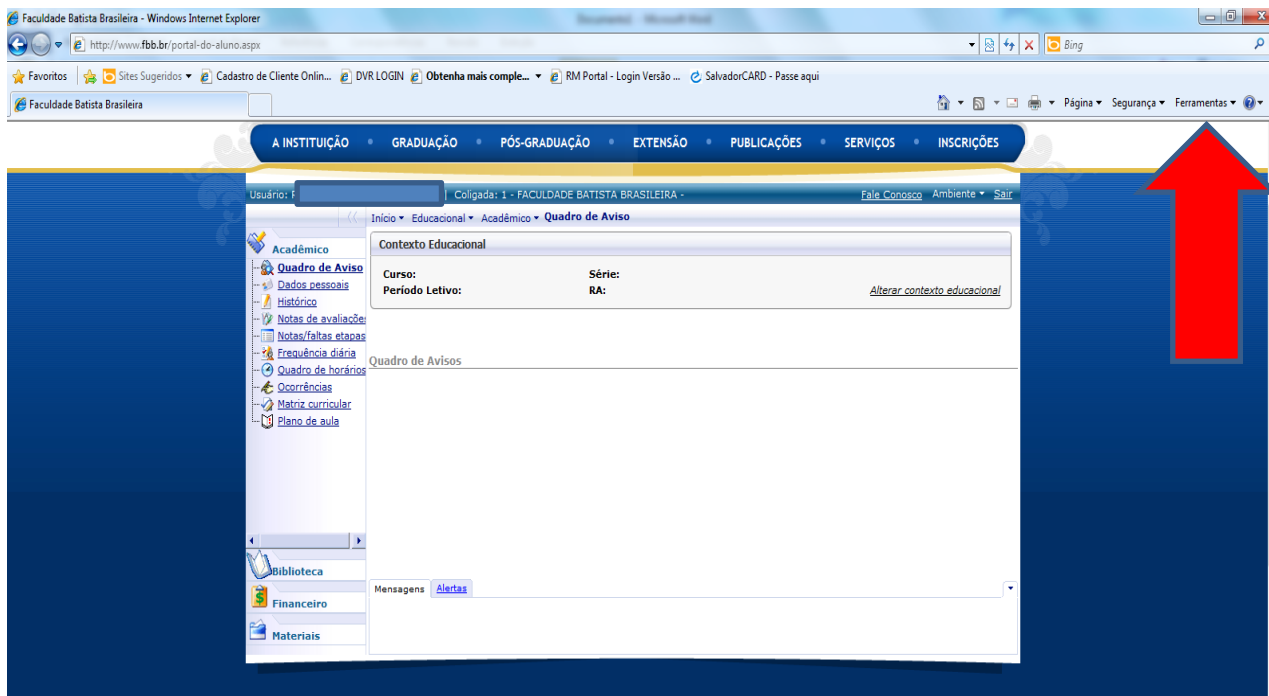 Faculdade Batista Brasileira - Windows Internet Explorer
http://www.fbb.br/portal-do-aluno.aspx
Bing
Favoritos Sites Sugeridos Cadastro de Cliente Onlin... DVR LOGIN Obtenha mais comple... RM Portal - Login Versão ... SalvadorCARD - Passe aqui
Faculdade Batista Brasileira
Página Segurança Ferramentas
A INSTITUIÇÃO GRADUAÇÃO PÓS-GRADUAÇÃO EXTENSÃO PUBLICAÇÕES SERVIÇOS INSCRIÇÕES
Usuário: Coligada: 1 - FACULDADE BATISTA BRASILEIRA - Fale Conosco Ambiente Sair
Início Educacional Acadêmico Quadro de Aviso
Acadêmico
Quadro de Aviso
Dados pessoais
Histórico
Notas de avaliações
Notas/faltas etapas
Frequência diária
Quadro de horários
Ocorrências
Matriz curricular
Plano de aula
Biblioteca
Financeiro
Materiais
Contexto Educacional
Curso: Série:
Período Letivo: RA: Alterar contexto educacional
Quadro de Avisos
Mensagens Alertas